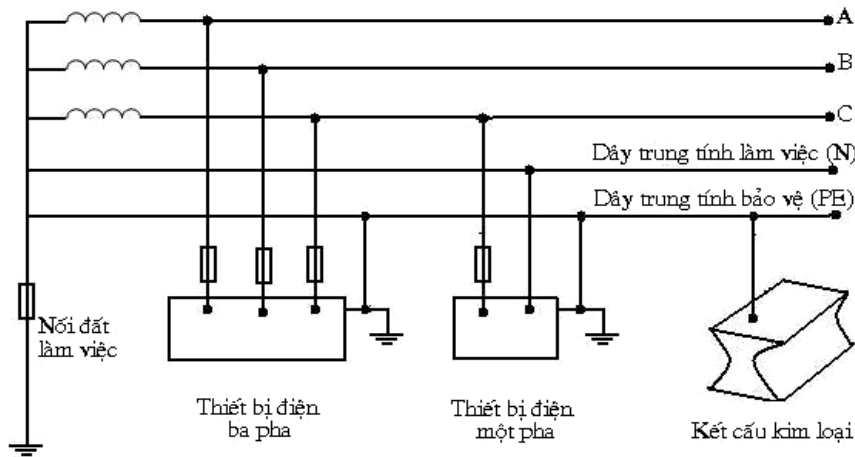 A
B
C
Dây trung tính làm việc (N)
Dây trung tính bảo vệ (PE)
Nối đất
làm việc
Thiết bị điện
ba pha
Thiết bị điện
một pha
Kết cấu kim loại